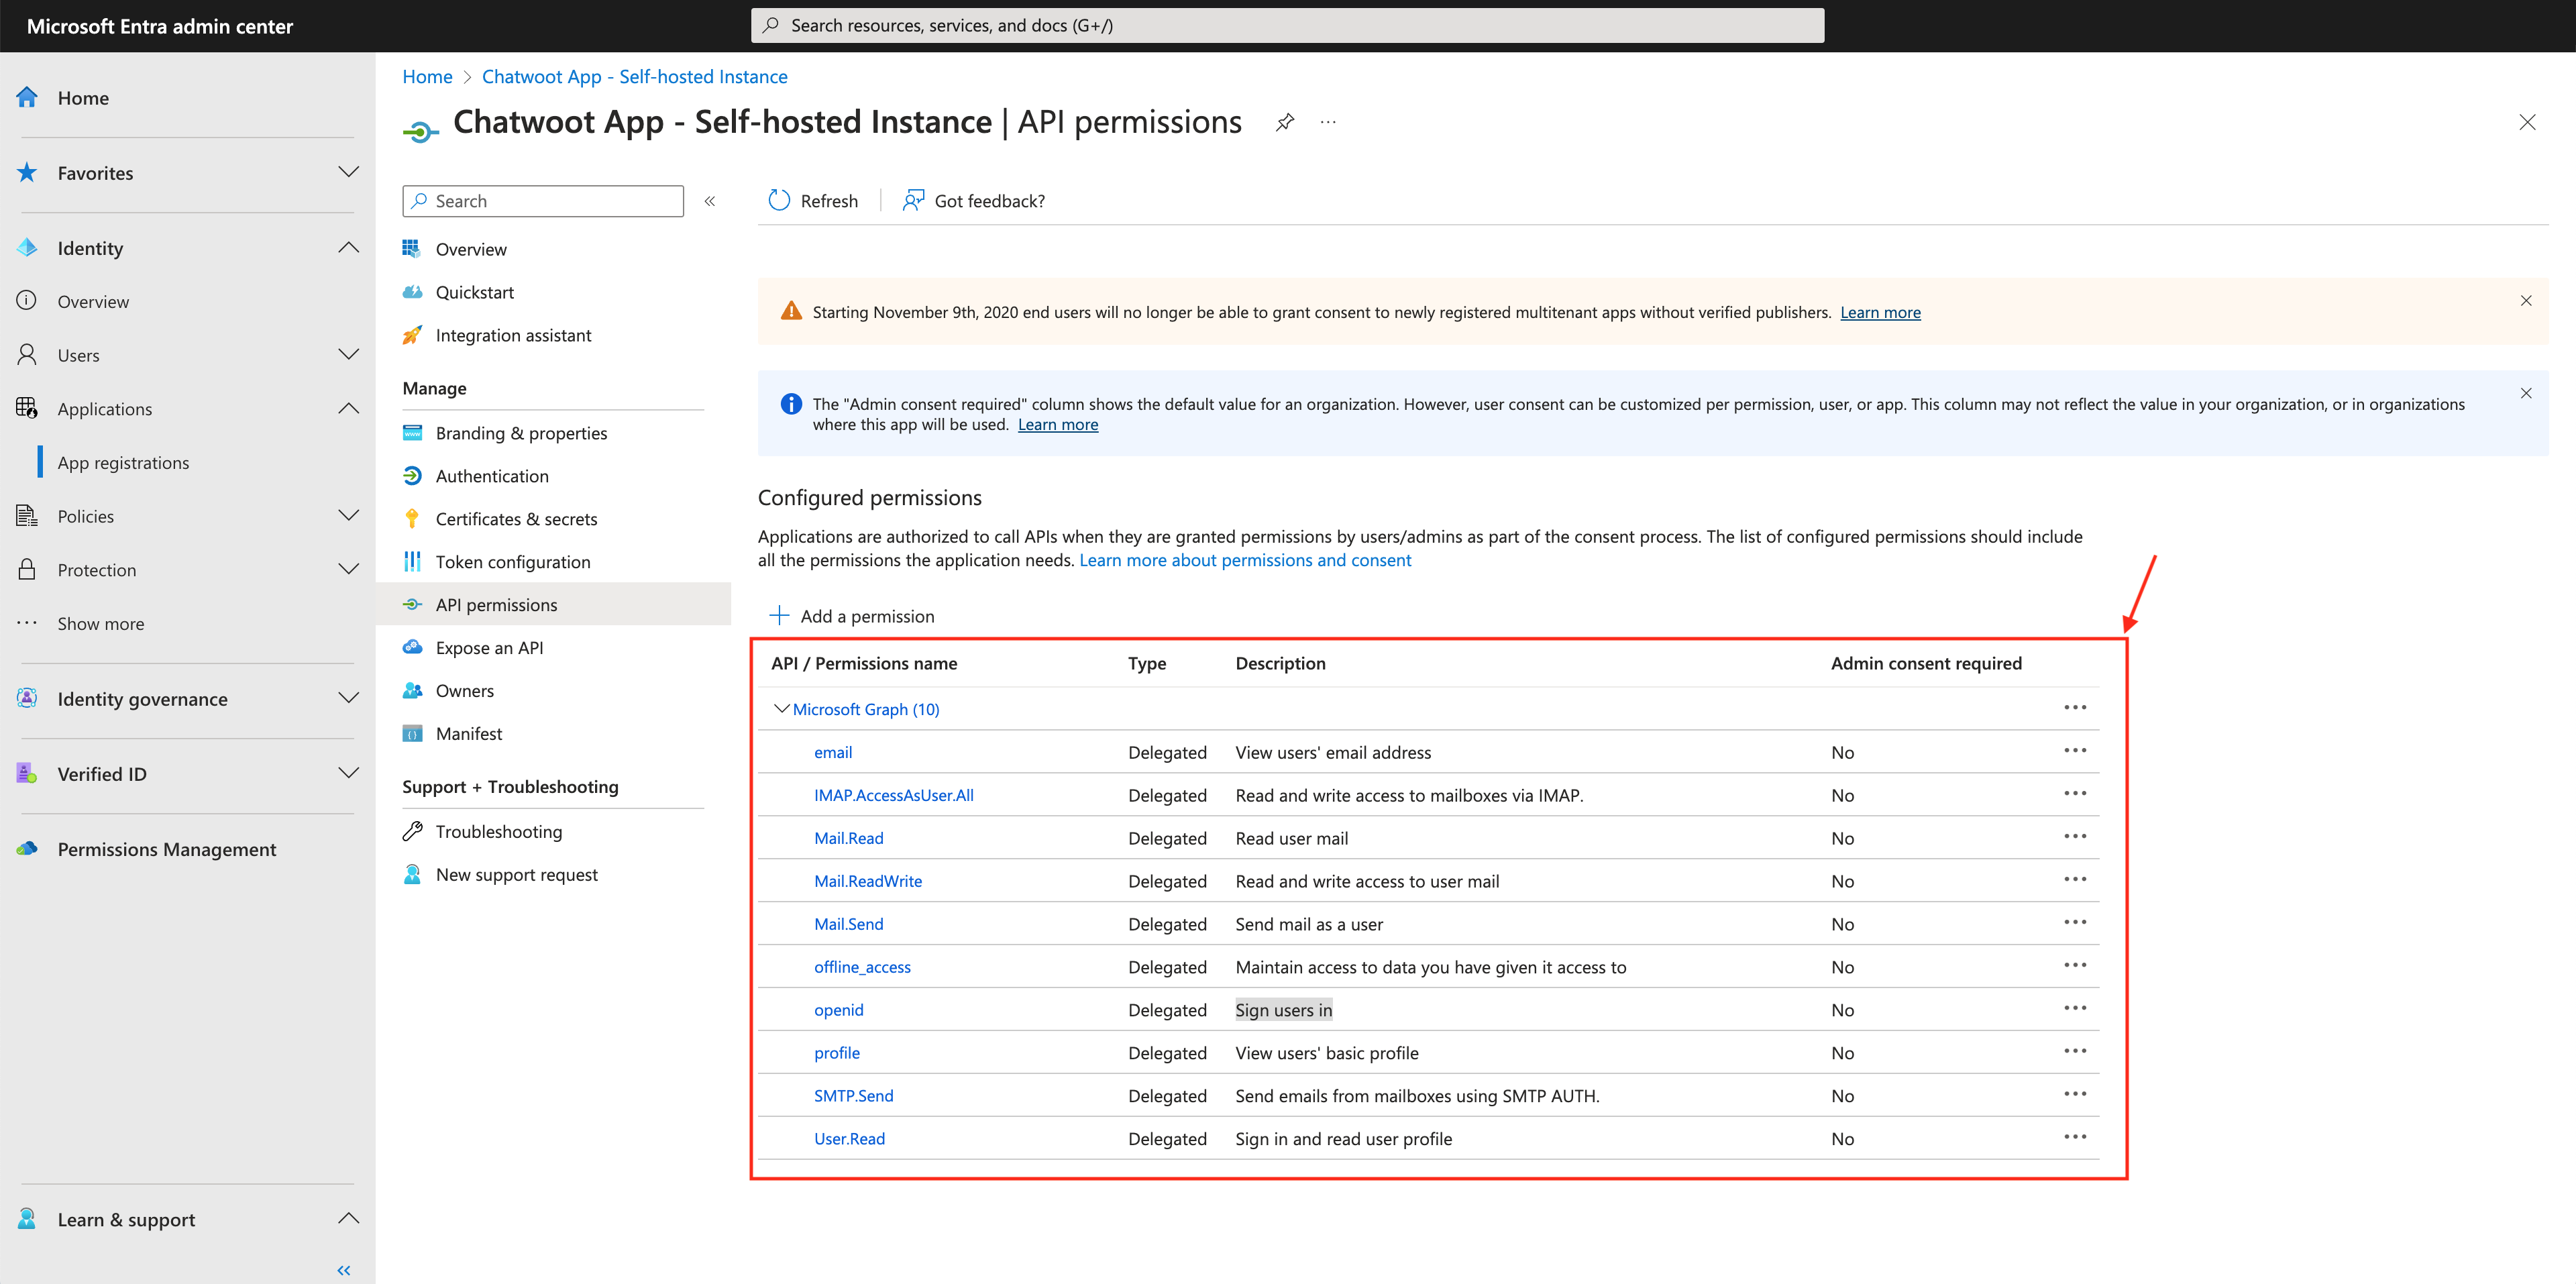 Microsoft Entra admin center
Search resources, services, and docs (G+/)
Home
Favorites
Identity
Overview
Users
Applications
App registrations
Policies
Protection
Show more
Identity governance
Verified ID
Permissions Management
Learn & support
Home > Chatwoot App - Self-hosted Instance
Chatwoot App - Self-hosted Instance | API permissions
Search
Overview
Quickstart
Integration assistant
Manage
Branding & properties
Authentication
Certificates & secrets
Token configuration
API permissions
Expose an API
Owners
Manifest
Support + Troubleshooting
Troubleshooting
New support request
Refresh
Got feedback?
Starting November 9th, 2020 end users will no longer be able to grant consent to newly registered multitenant apps without verified publishers. Learn more
The "Admin consent required" column shows the default value for an organization. However, user consent can be customized per permission, user, or app. This column may not reflect the value in your organization, or in organizations
where this app will be used. Learn more
Configured permissions
Applications are authorized to call APIs when they are granted permissions by users/admins as part of the consent process. The list of configured permissions should include
all the permissions the application needs. Learn more about permissions and consent
Add a permission
API / Permissions name Type Description Admin consent required
Microsoft Graph (10)
email Delegated View users' email address No
IMAP.AccessAsUser.All Delegated Read and write access to mailboxes via IMAP. No
Mail.Read Delegated Read user mail No
Mail.ReadWrite Delegated Read and write access to user mail No
Mail.Send Delegated Send mail as a user No
offline_access Delegated Maintain access to data you have given it access to No
openid Delegated Sign users in No
profile Delegated View users' basic profile No
SMTP.Send Delegated Send emails from mailboxes using SMTP AUTH. No
User.Read Delegated Sign in and read user profile No